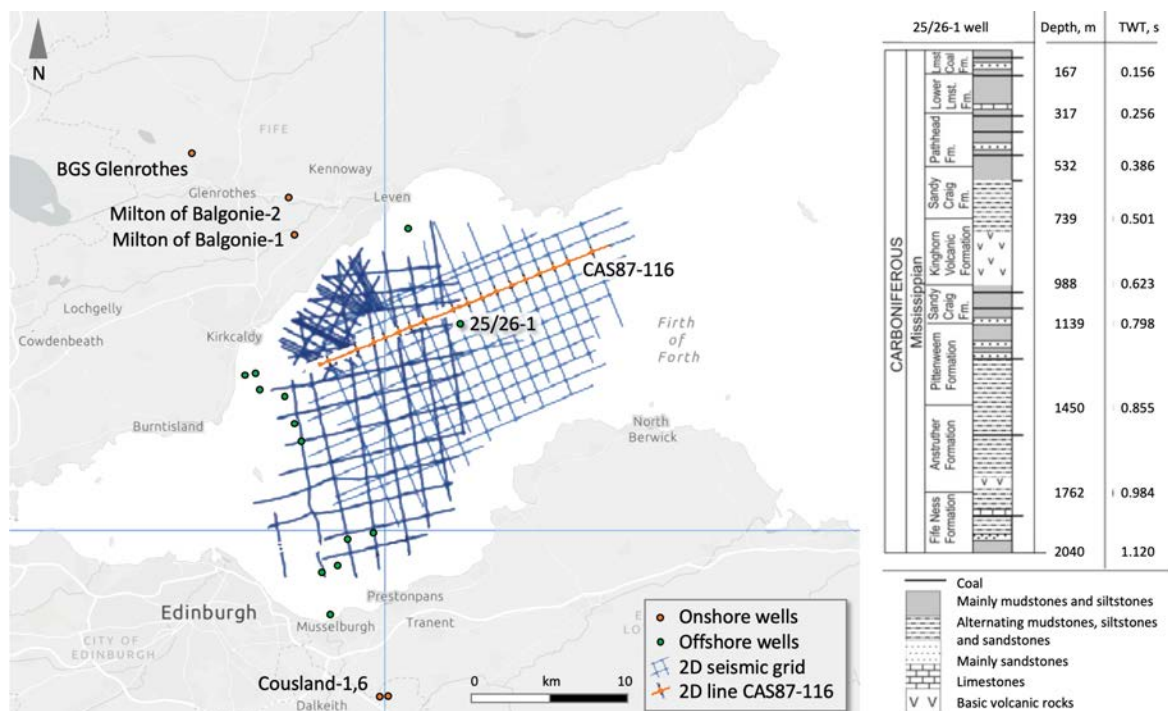 N
FIFE
BGS Glenrothes
Kennoway
Glenrothes
Leven
Milton of Balgonie-2
Milton of Balgonie-1
CAS87-116
Lochgelly
25/26-1
Kirkcaldy
Cowdenbeath
Firth
of
Forth
Burntisland
North
Berwick
Prestonpans
Edinburgh
Musselburgh
Tranent
CITY OF
EDINBURGH
Cousland-1,6
Dalkeith
0 km 10
Onshore wells
Offshore wells
2D seismic grid
2D line CAS87-116
25/26-1 well Depth, m TWT, s
CARBONIFEROUS
Mississippian
Lmst
Coal
Fm.
167 0.156
Lower
Lmst.
Fm.
317 0.256
Pathhead
Fm.
532 0.386
Sandy
Craig
Fm.
739 0.501
Kinghorn
Volcanic
Formation
988 0.623
Sandy
Craig
Fm.
1139 0.798
Pittenweem
Formation
1450 0.855
Anstruther
Formation
1762 0.984
Fife Ness
Formation
2040 1.120
Coal
Mainly mudstones and siltstones
Alternating mudstones, siltstones
and sandstones
Mainly sandstones
Limestones
Basic volcanic rocks